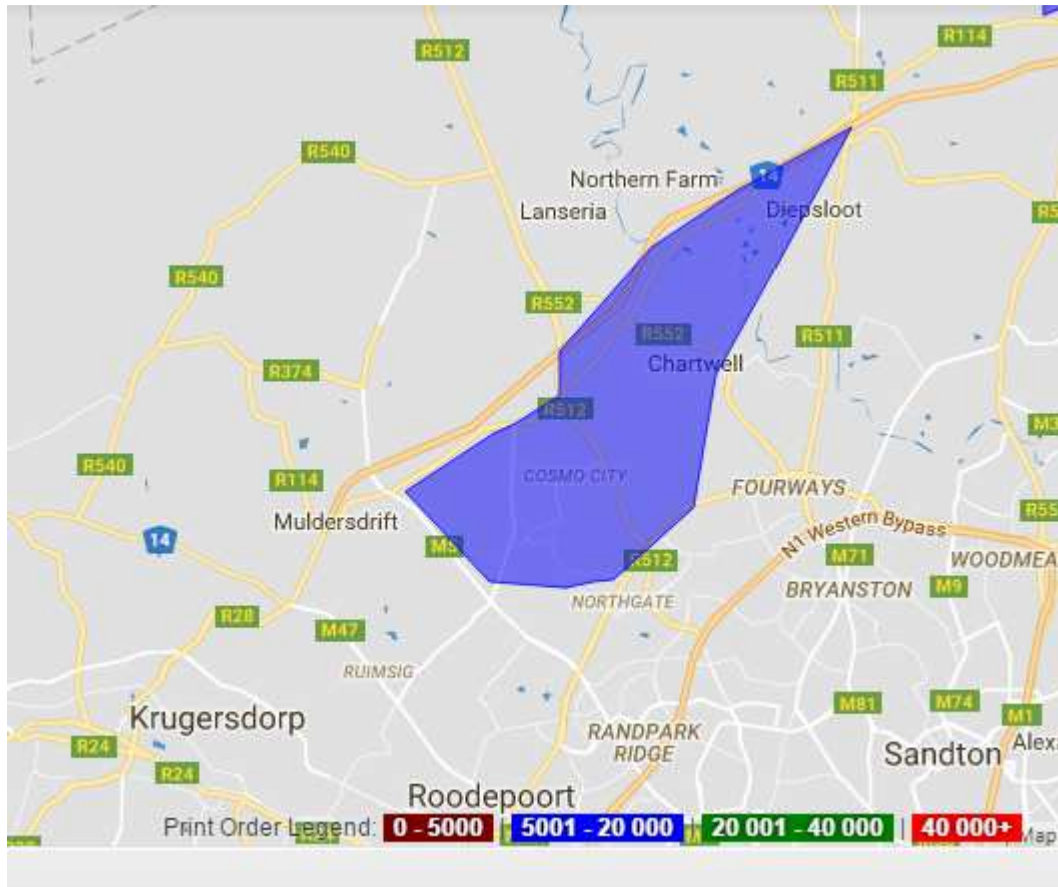 R512
R114
R511
R540
Northern Farm
14
Lanseria
Diepsloot
R540
R552
R552
R511
Chartwell
R374
R512
R540
COSMO CITY
R114
FOURWAYS
Muldersdrift
N1 Western Bypass
14
M5
R512
M71
WOODMEA
BRYANSTON
M9
NORTHGATE
R28
M47
RUIMSIG
Krugersdorp
M81
M74
M1
RANDPARK
RIDGE
R24
Sandton
Alex
R24
Roodepoort
Print Order Legend: 0 - 5000 | 5001 - 20 000 | 20 001 - 40 000 | 40 000+
Map